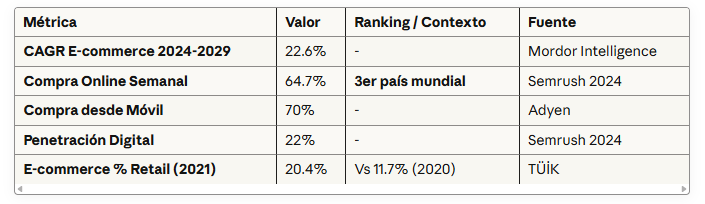 Métrica Valor Ranking / Contexto Fuente
CAGR E-commerce 2024-2029 22.6% - Mordor Intelligence
Compra Online Semanal 64.7% 3er país mundial Semrush 2024
Compra desde Móvil 70% - Adyen
Penetración Digital 22% - Semrush 2024
E-commerce % Retail (2021) 20.4% Vs 11.7% (2020) TÜİK